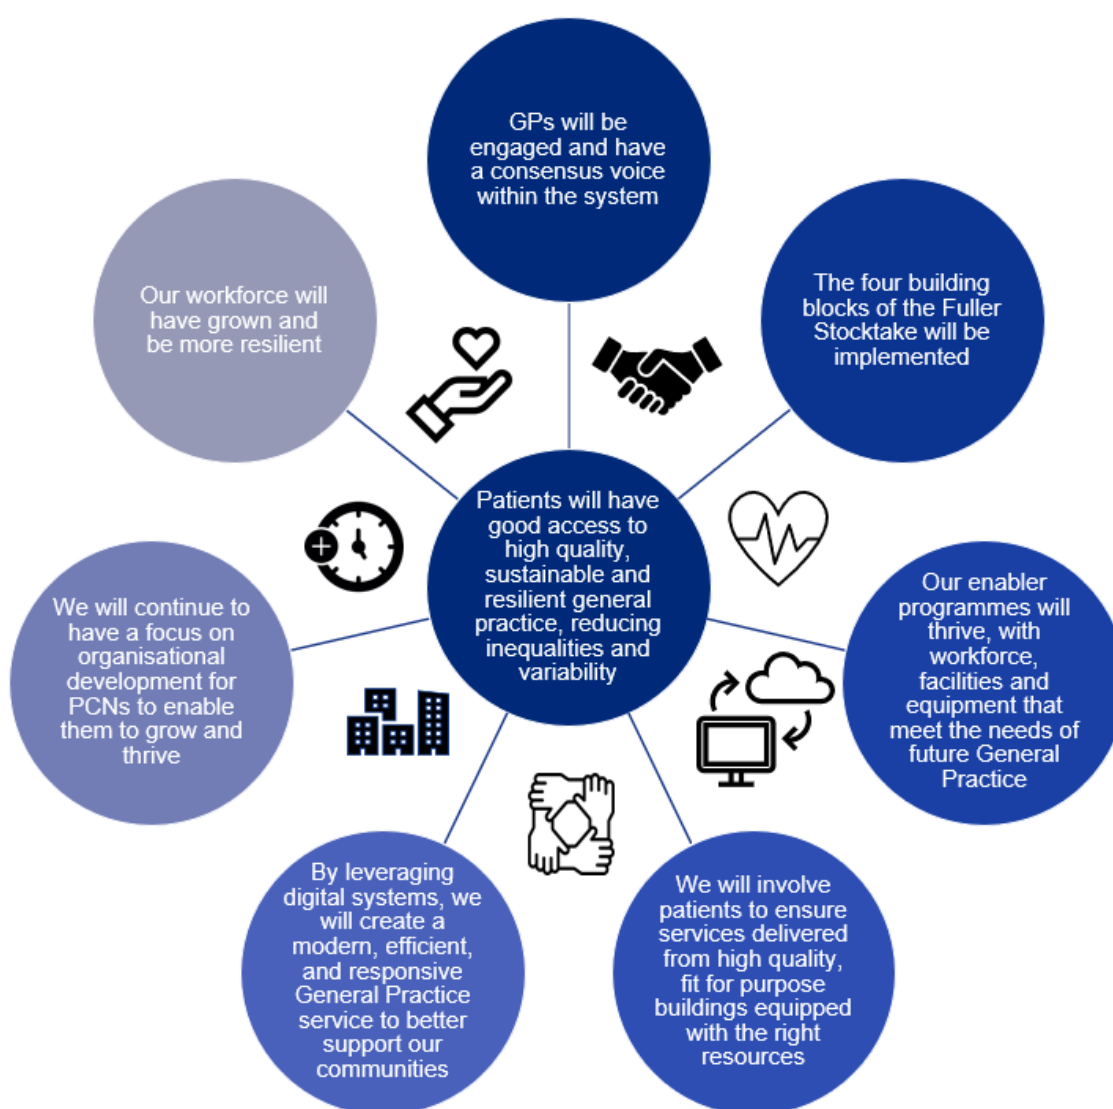 GPs will be
engaged and have
a consensus voice
within the system
The four building
blocks of the Fuller
Stocktake will be
implemented
Our enabler
programmes will
thrive, with
workforce,
facilities and
equipment that
meet the needs of
future General
Practice
We will involve
patients to ensure
services delivered
from high quality,
fit for purpose
buildings equipped
with the right
resources
By leveraging
digital systems, we
will create a
modern, efficient,
and responsive
General Practice
service to better
support our
communities
We will continue to
have a focus on
organisational
development for
PCNs to enable
them to grow and
thrive
Our workforce will
have grown and
be more resilient
Patients will have
good access to
high quality,
sustainable and
resilient general
practice, reducing
inequalities and
variability